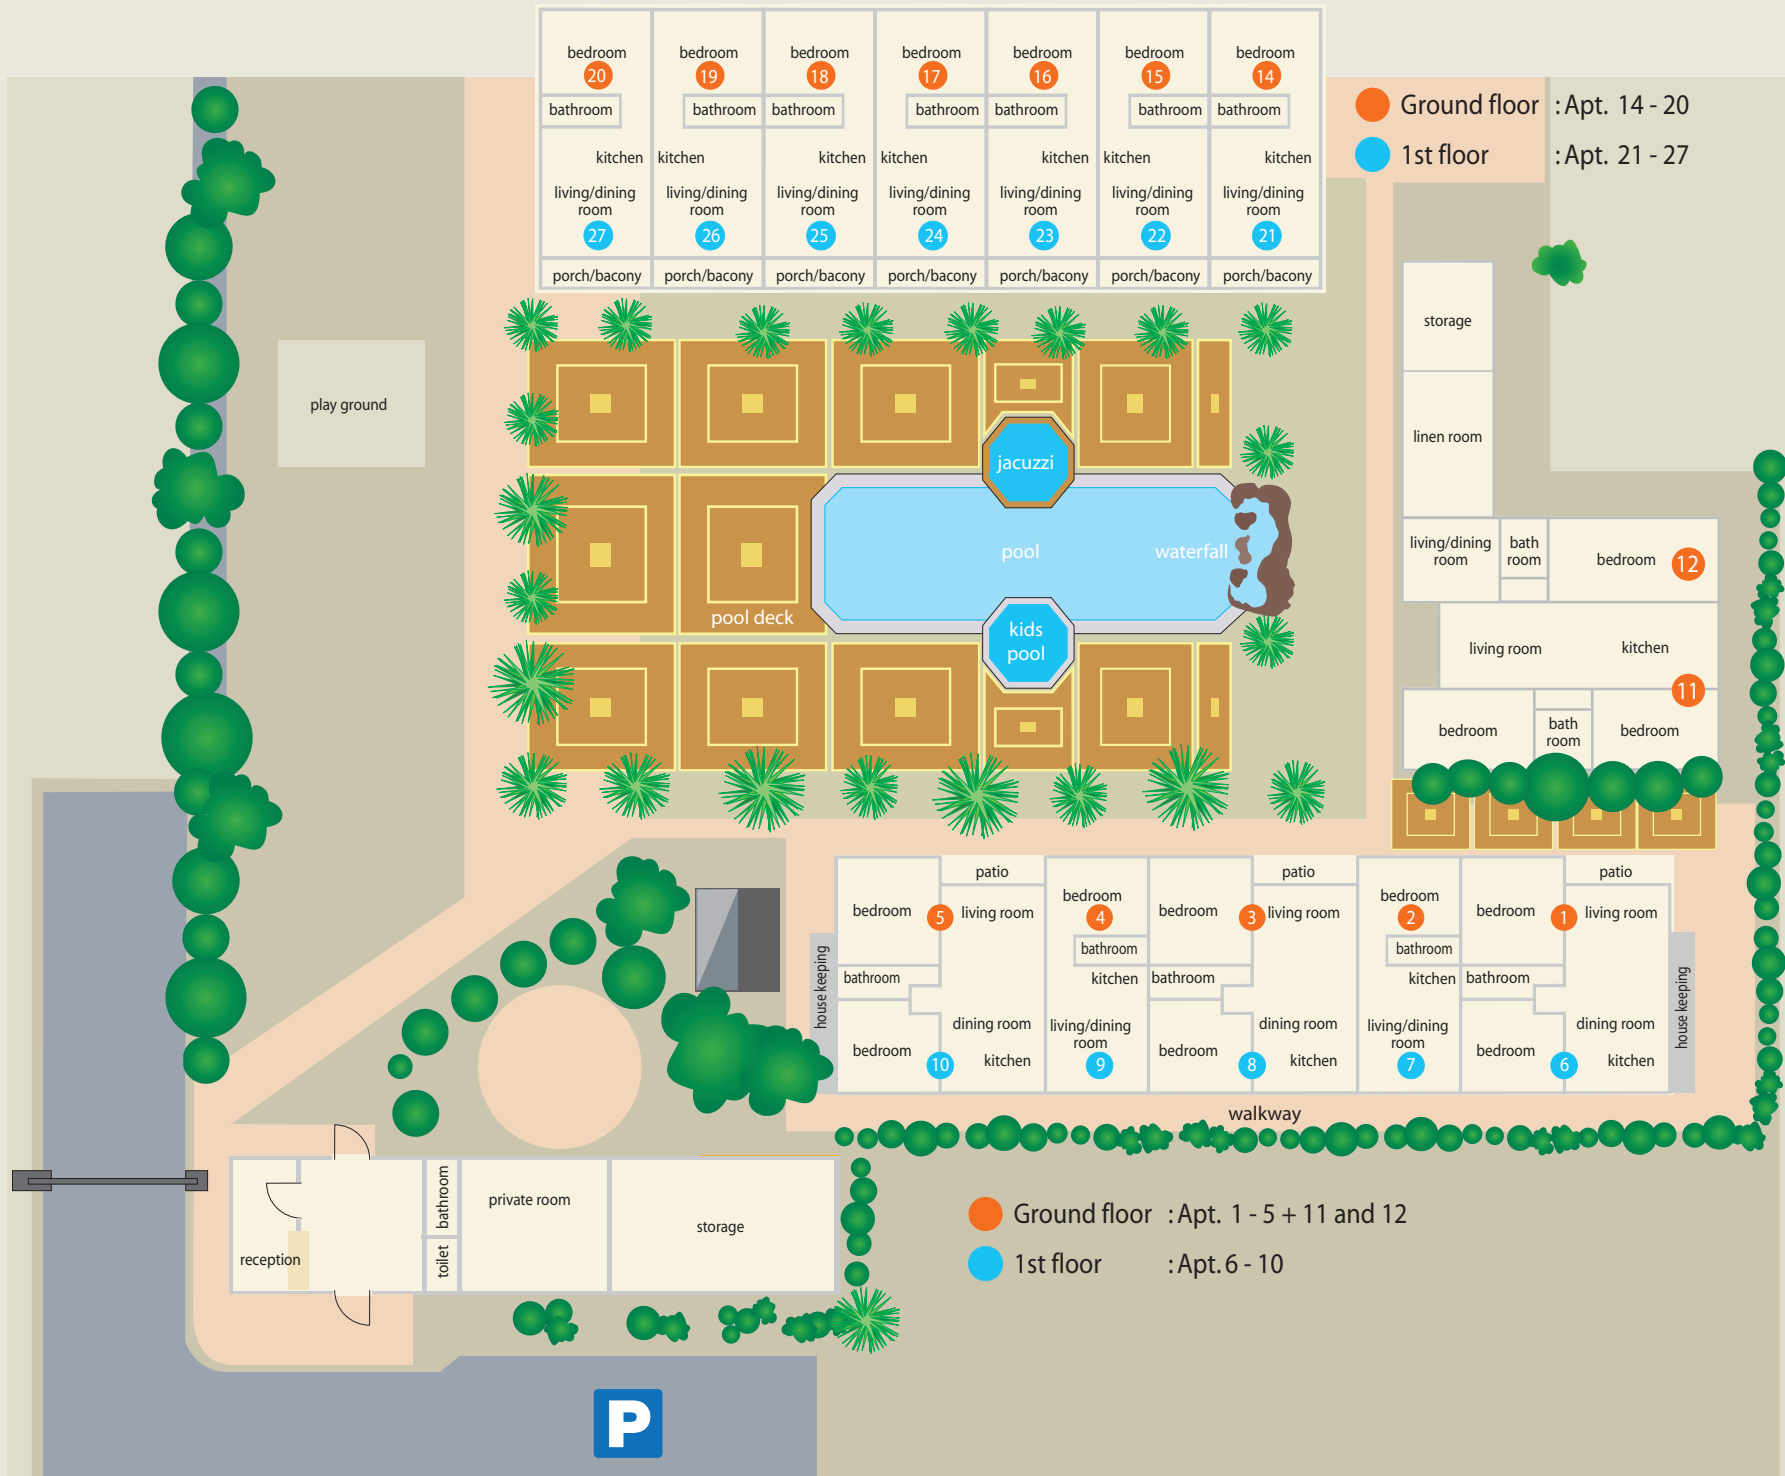 bedroom bedroom bedroom bedroom bedroom bedroom bedroom
20 19 18 17 16 15 14
bathroom bathroom bathroom bathroom bathroom bathroom bathroom
kitchen kitchen kitchen kitchen kitchen kitchen kitchen
living/dining living/dining living/dining living/dining living/dining living/dining living/dining
room room room room room room room
27 26 25 24 23 22 21
porch/bacony porch/bacony porch/bacony porch/bacony porch/bacony porch/bacony porch/bacony
Ground floor : Apt. 14 - 20
1st floor : Apt. 21 - 27
play ground
jacuzzi
pool
waterfall
pool deck
kids
pool
storage
linen room
living/dining
room
bath
room
bedroom
12
living room
kitchen
11
bedroom
bath
room
bedroom
patio patio patio
bedroom 5 living room
bedroom
4
bedroom 3 living room
bedroom
2
bedroom 1 living room
bathroom bathroom
bathroom kitchen bathroom kitchen bathroom
house keeping
house keeping
dining room
living/dining
room
dining room
living/dining
room
dining room
bedroom 10 kitchen
9
bedroom 8 kitchen
7
bedroom 6 kitchen
walkway
reception
bathroom
toilet
private room
storage
Ground floor : Apt. 1 - 5 + 11 and 12
1st floor : Apt. 6 - 10
P